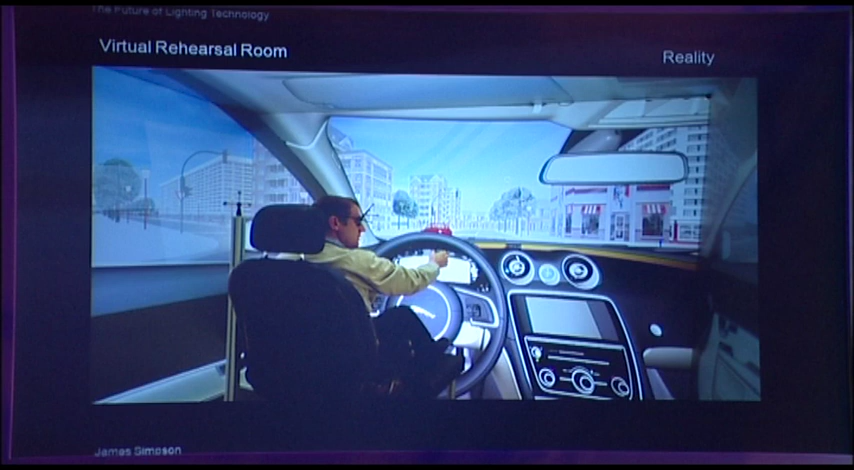 The Future of Lighting Technology
Virtual Rehearsal Room
Reality
James Simpson